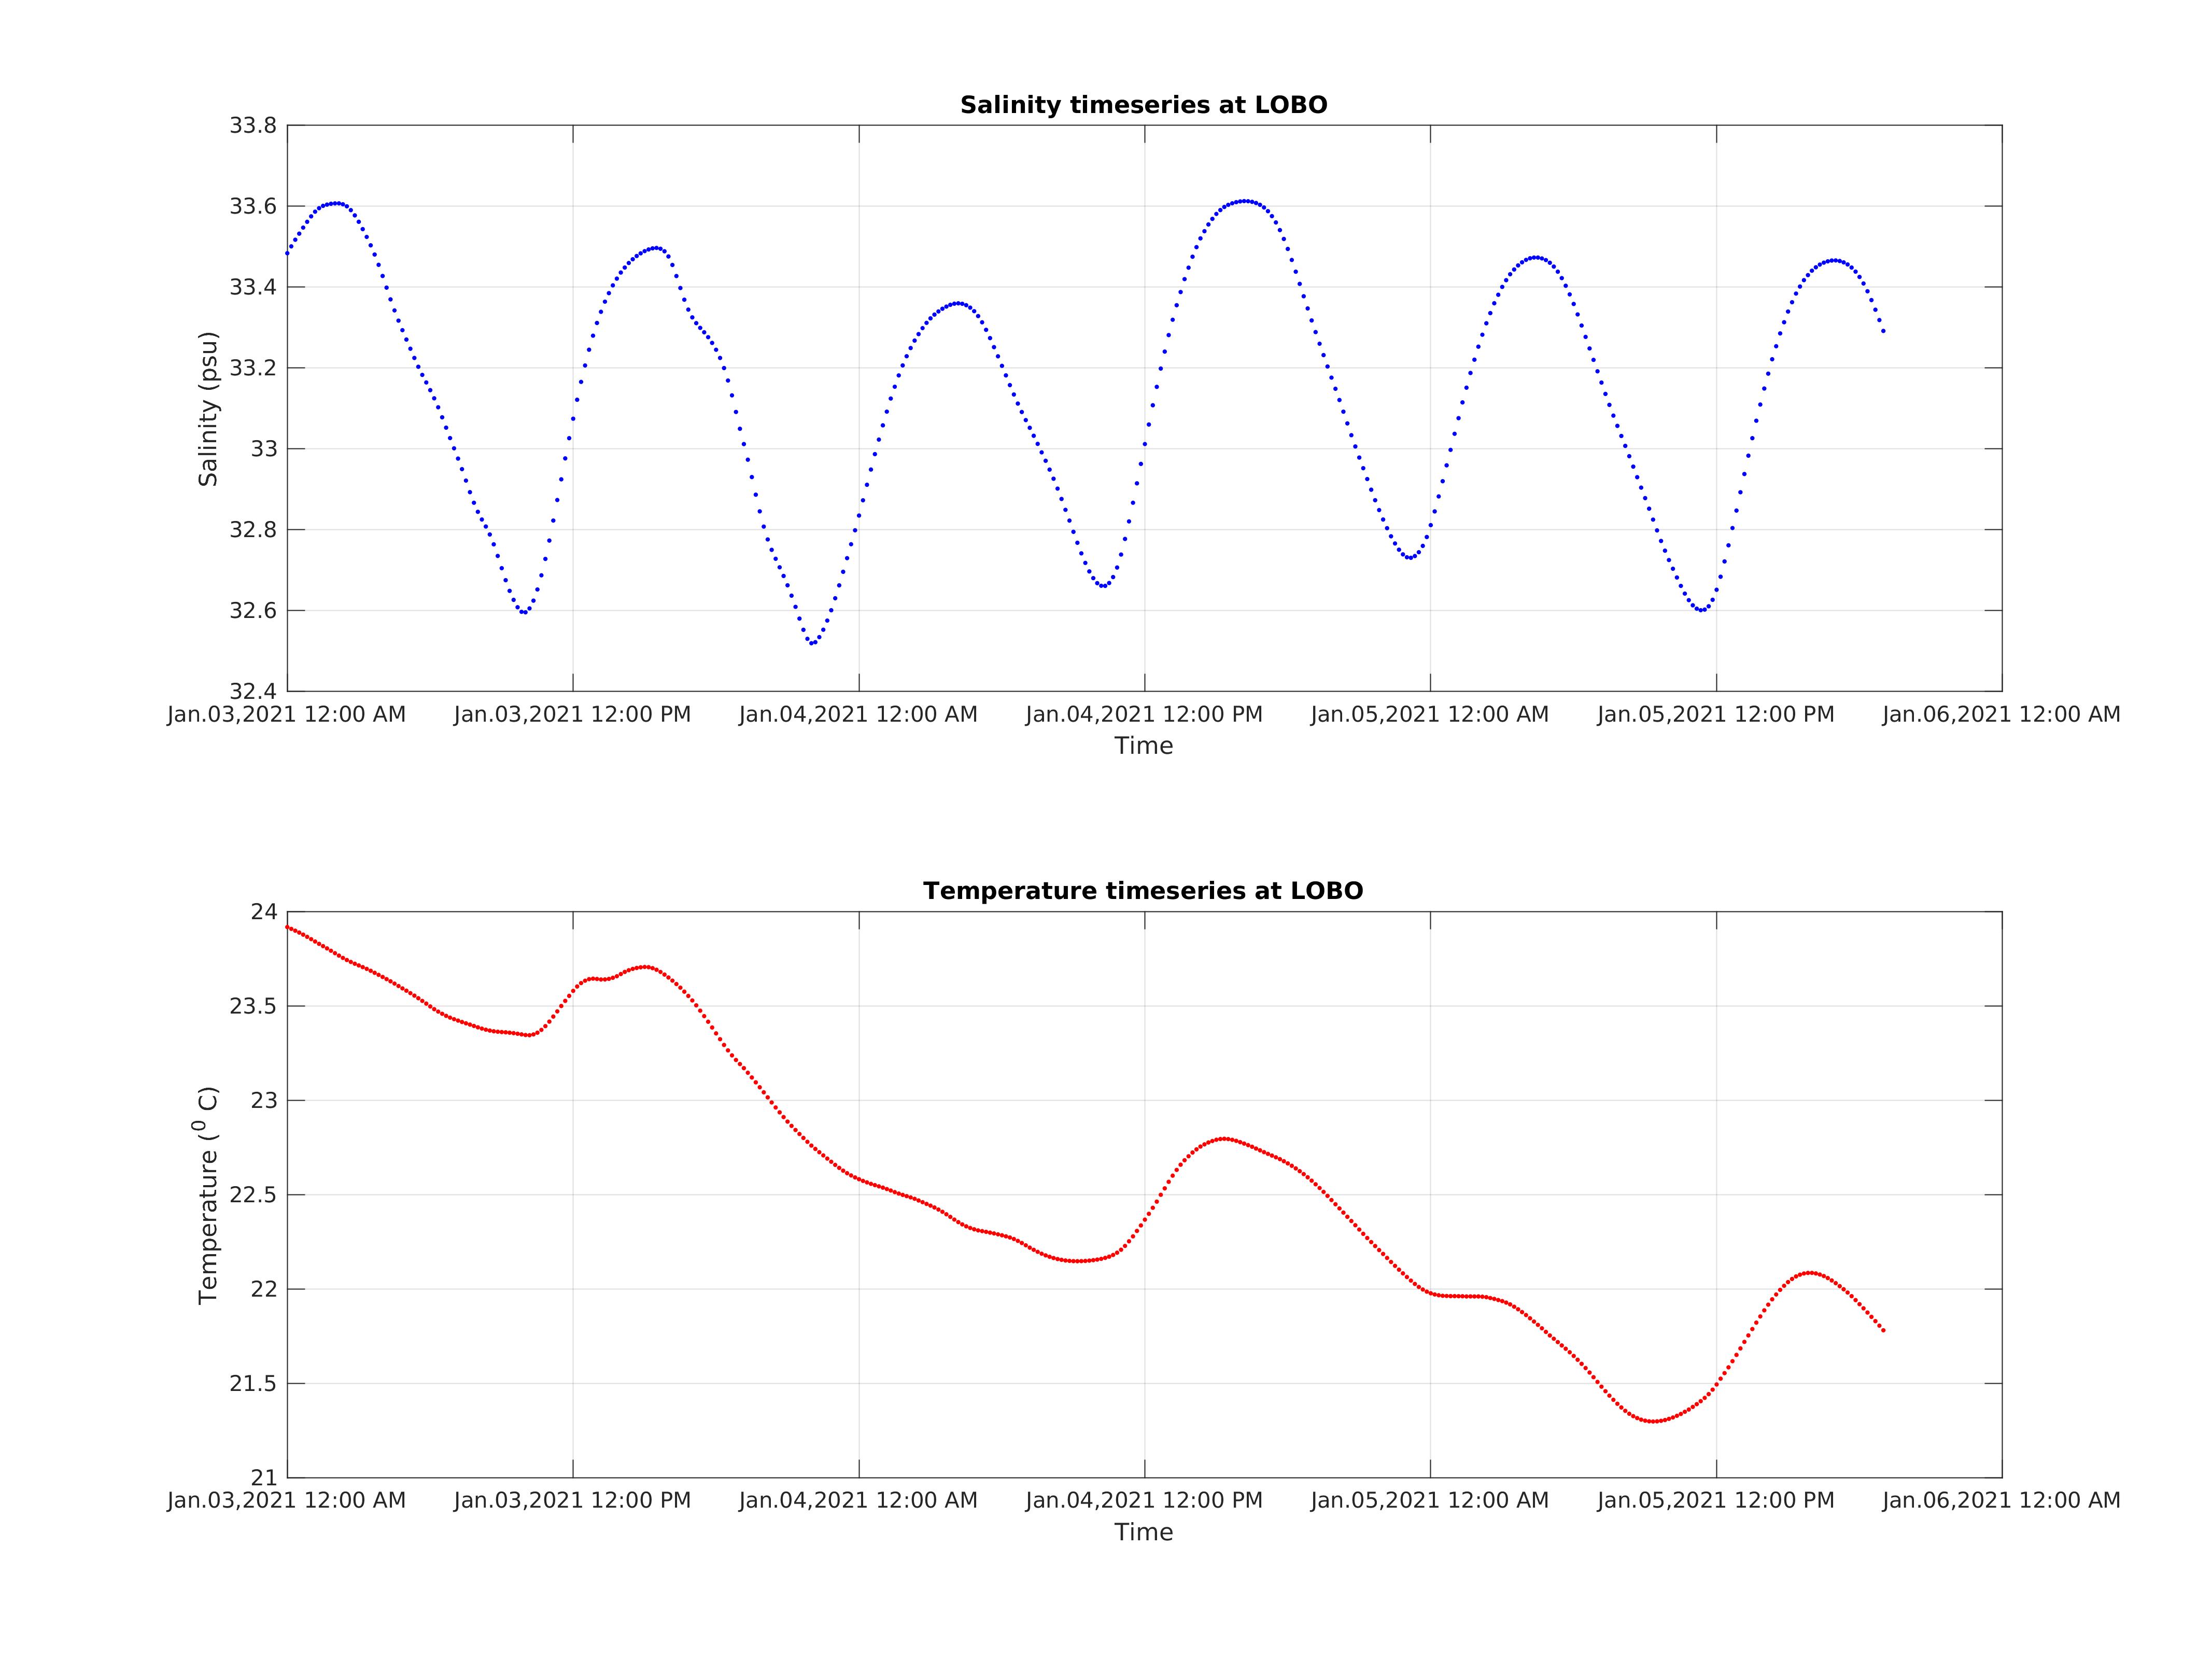 Salinity timeseries at LOBO
33.8
33.6
33.4
33.2
33
32.8
32.6
32.4
Salinity (psu)
Jan.03,2021 12:00 AM Jan.03,2021 12:00 PM Jan.04,2021 12:00 AM Jan.04,2021 12:00 PM Jan.05,2021 12:00 AM Jan.05,2021 12:00 PM Jan.06,2021 12:00 AM
Time
Temperature timeseries at LOBO
24
23.5
23
22.5
22
21.5
21
Temperature (⁰ C)
Jan.03,2021 12:00 AM Jan.03,2021 12:00 PM Jan.04,2021 12:00 AM Jan.04,2021 12:00 PM Jan.05,2021 12:00 AM Jan.05,2021 12:00 PM Jan.06,2021 12:00 AM
Time